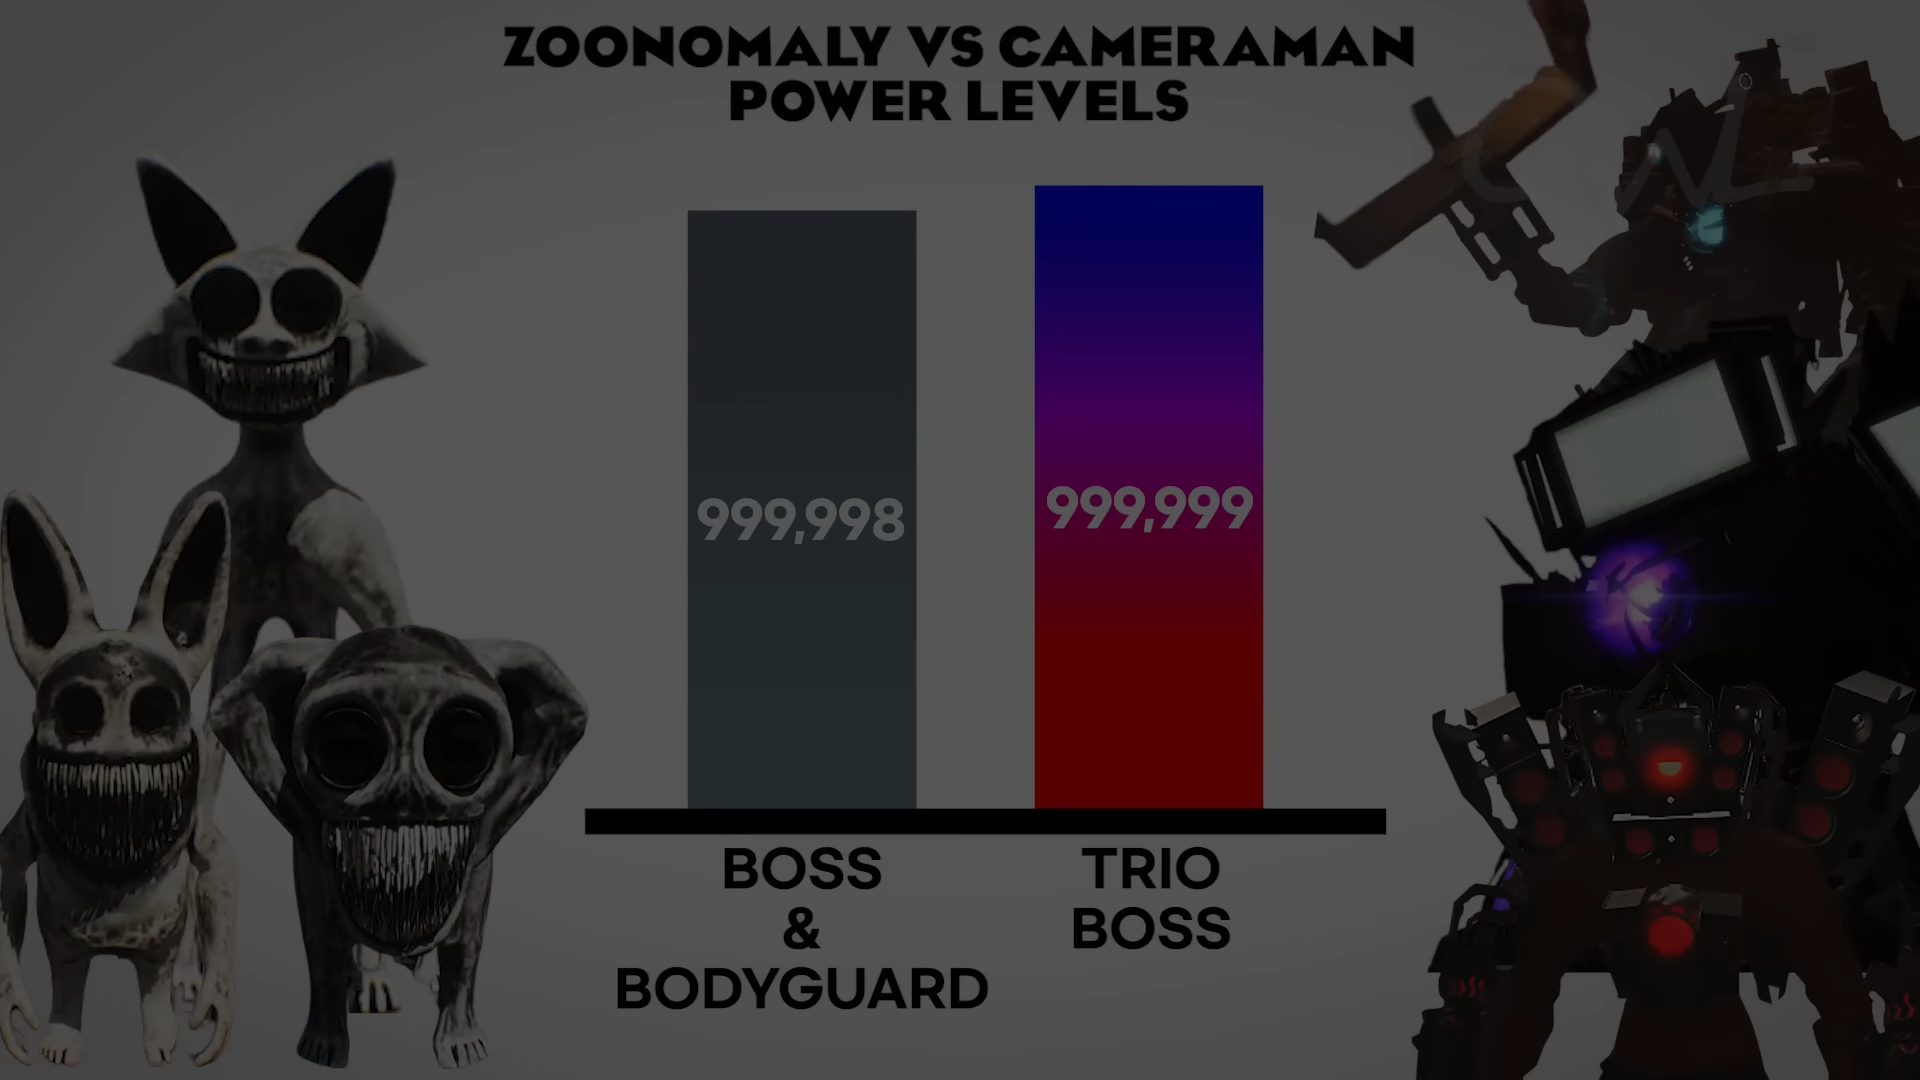 ZOONOMALY VS CAMERAMAN
POWER LEVELS
999,998
999,999
BOSS
&
BODYGUARD
TRIO
BOSS